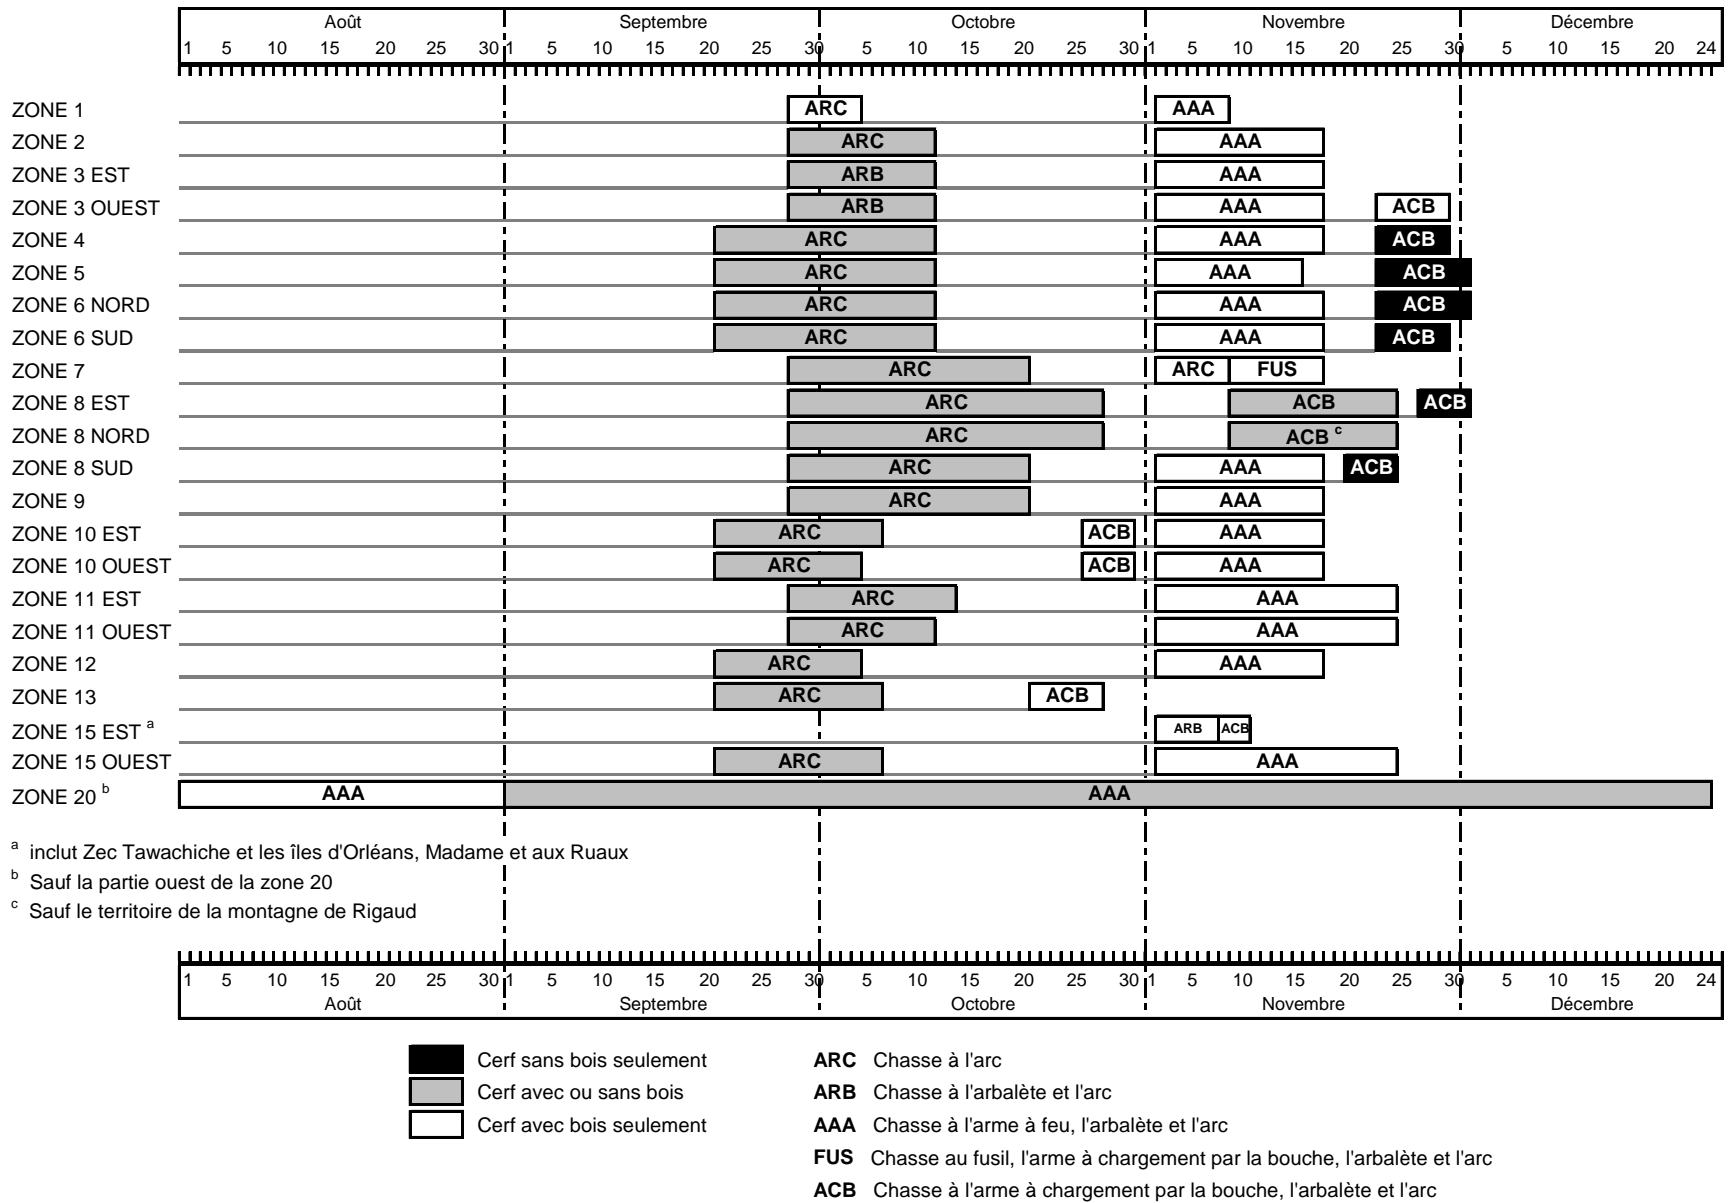 Août Septembre Octobre Novembre Décembre
1 5 10 15 20 25 30 1 5 10 15 20 25 30 5 10 15 20 25 30 1 5 10 15 20 25 30 5 10 15 20 24
ZONE 1 ARC AAA
ZONE 2 ARC AAA
ZONE 3 EST ARB AAA
ZONE 3 OUEST ARB AAA ACB
ZONE 4 ARC AAA ACB
ZONE 5 ARC AAA ACB
ZONE 6 NORD ARC AAA ACB
ZONE 6 SUD ARC AAA ACB
ZONE 7 ARC ARC FUS
ZONE 8 EST ARC ACB ACB
ZONE 8 NORD ARC ACB c
ZONE 8 SUD ARC AAA ACB
ZONE 9 ARC AAA
ZONE 10 EST ARC ACB AAA
ZONE 10 OUEST ARC ACB AAA
ZONE 11 EST ARC AAA
ZONE 11 OUEST ARC AAA
ZONE 12 ARC AAA
ZONE 13 ARC ACB
ZONE 15 EST a ARB ACB
ZONE 15 OUEST ARC AAA
ZONE 20 b AAA AAA
a inclut Zec Tawachiche et les îles d'Orléans, Madame et aux Ruaux
b Sauf la partie ouest de la zone 20
c Sauf le territoire de la montagne de Rigaud
1 5 10 15 20 25 30 1 5 10 15 20 25 30 5 10 15 20 25 30 1 5 10 15 20 25 30 5 10 15 20 24
Août Septembre Octobre Novembre Décembre
Cerf sans bois seulement ARC Chasse à l'arc
Cerf avec ou sans bois ARB Chasse à l'arbalète et l'arc
Cerf avec bois seulement AAA Chasse à l'arme à feu, l'arbalète et l'arc
FUS Chasse au fusil, l'arme à chargement par la bouche, l'arbalète et l'arc
ACB Chasse à l'arme à chargement par la bouche, l'arbalète et l'arc